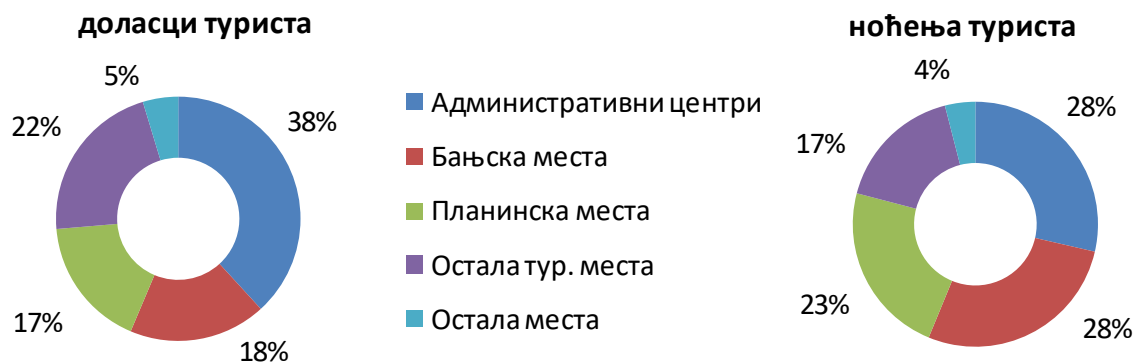 доласци туриста
5%
38%
22%
17%
18%
Административни центри
Бањска места
Планинска места
Остала тур. места
Остала места
ноћења туриста
4%
28%
17%
23%
28%